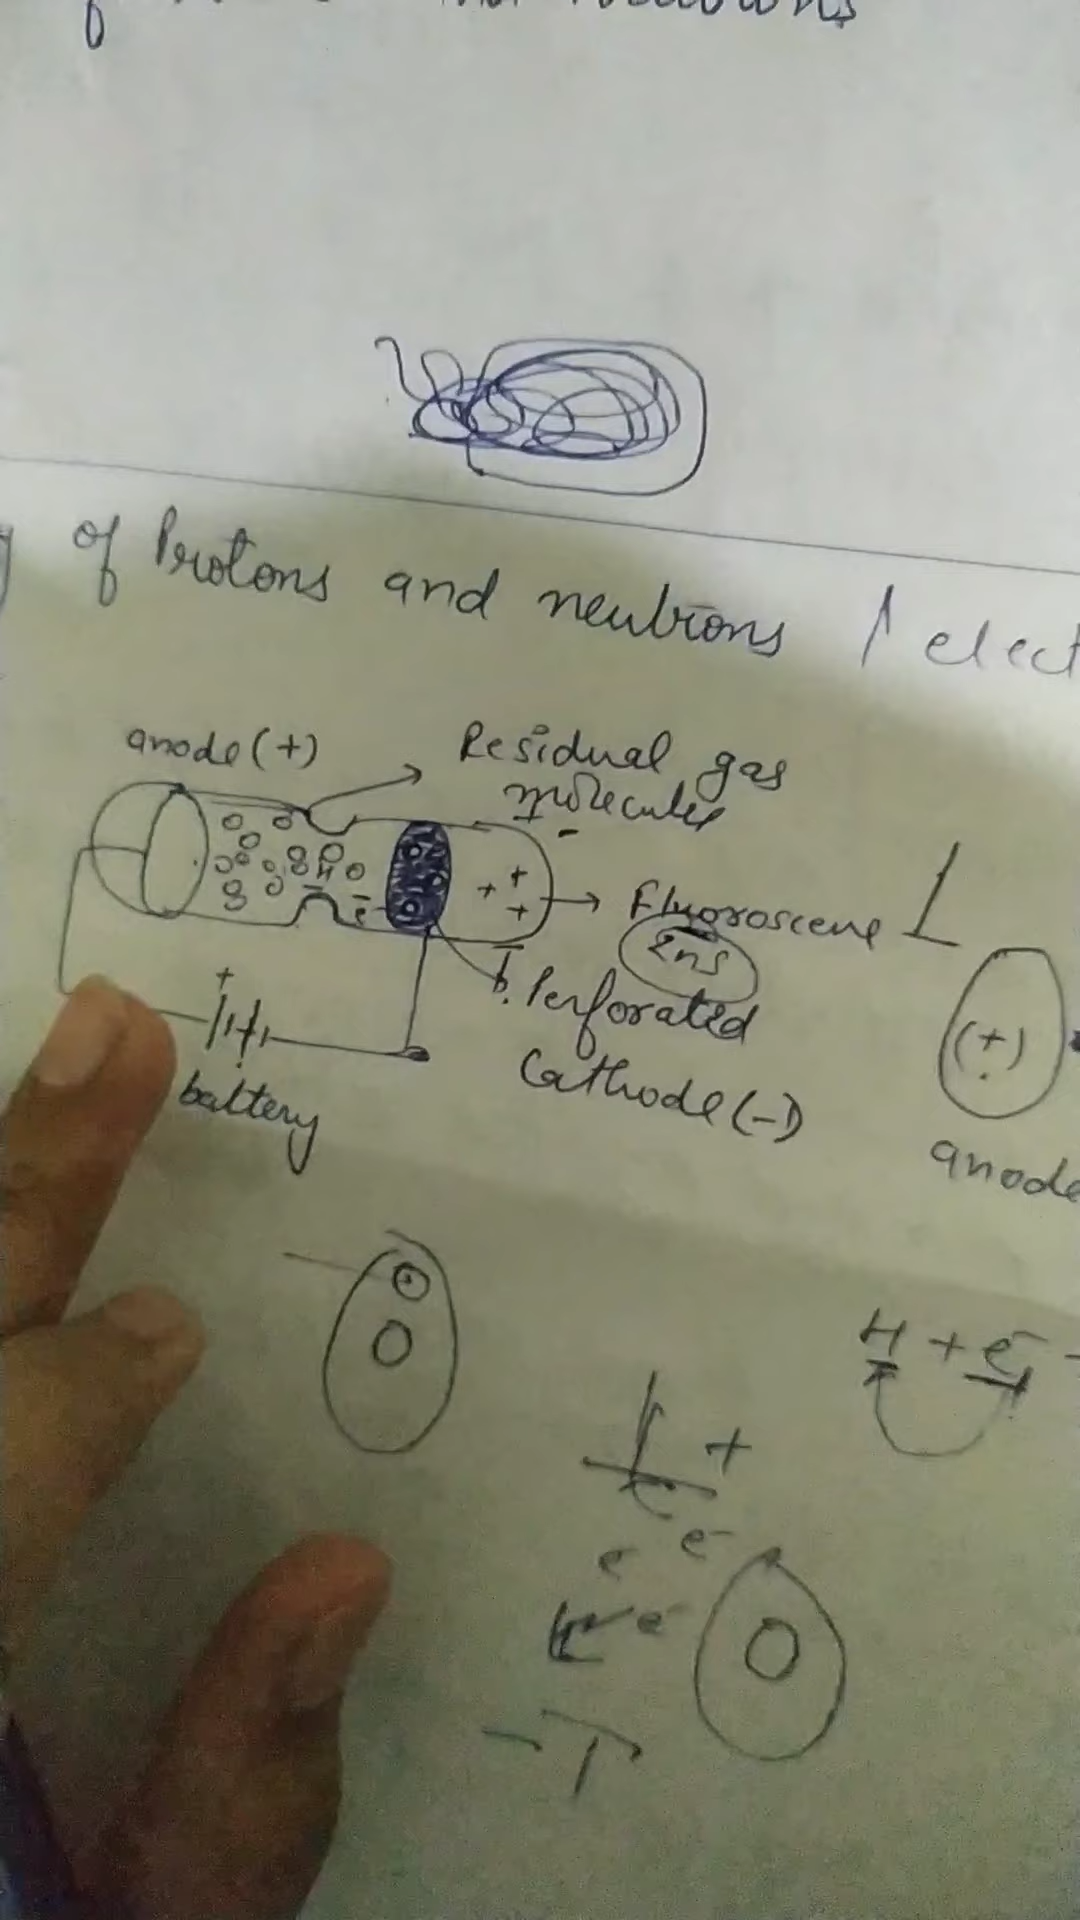 of Protons and neutrons / elect
anode (+)
Residual gas
molecules
Fluoroscene
Zns
Perforated
Cathode (-)
+
battery
(+)
anode
H + e-
+
e-
e
e-